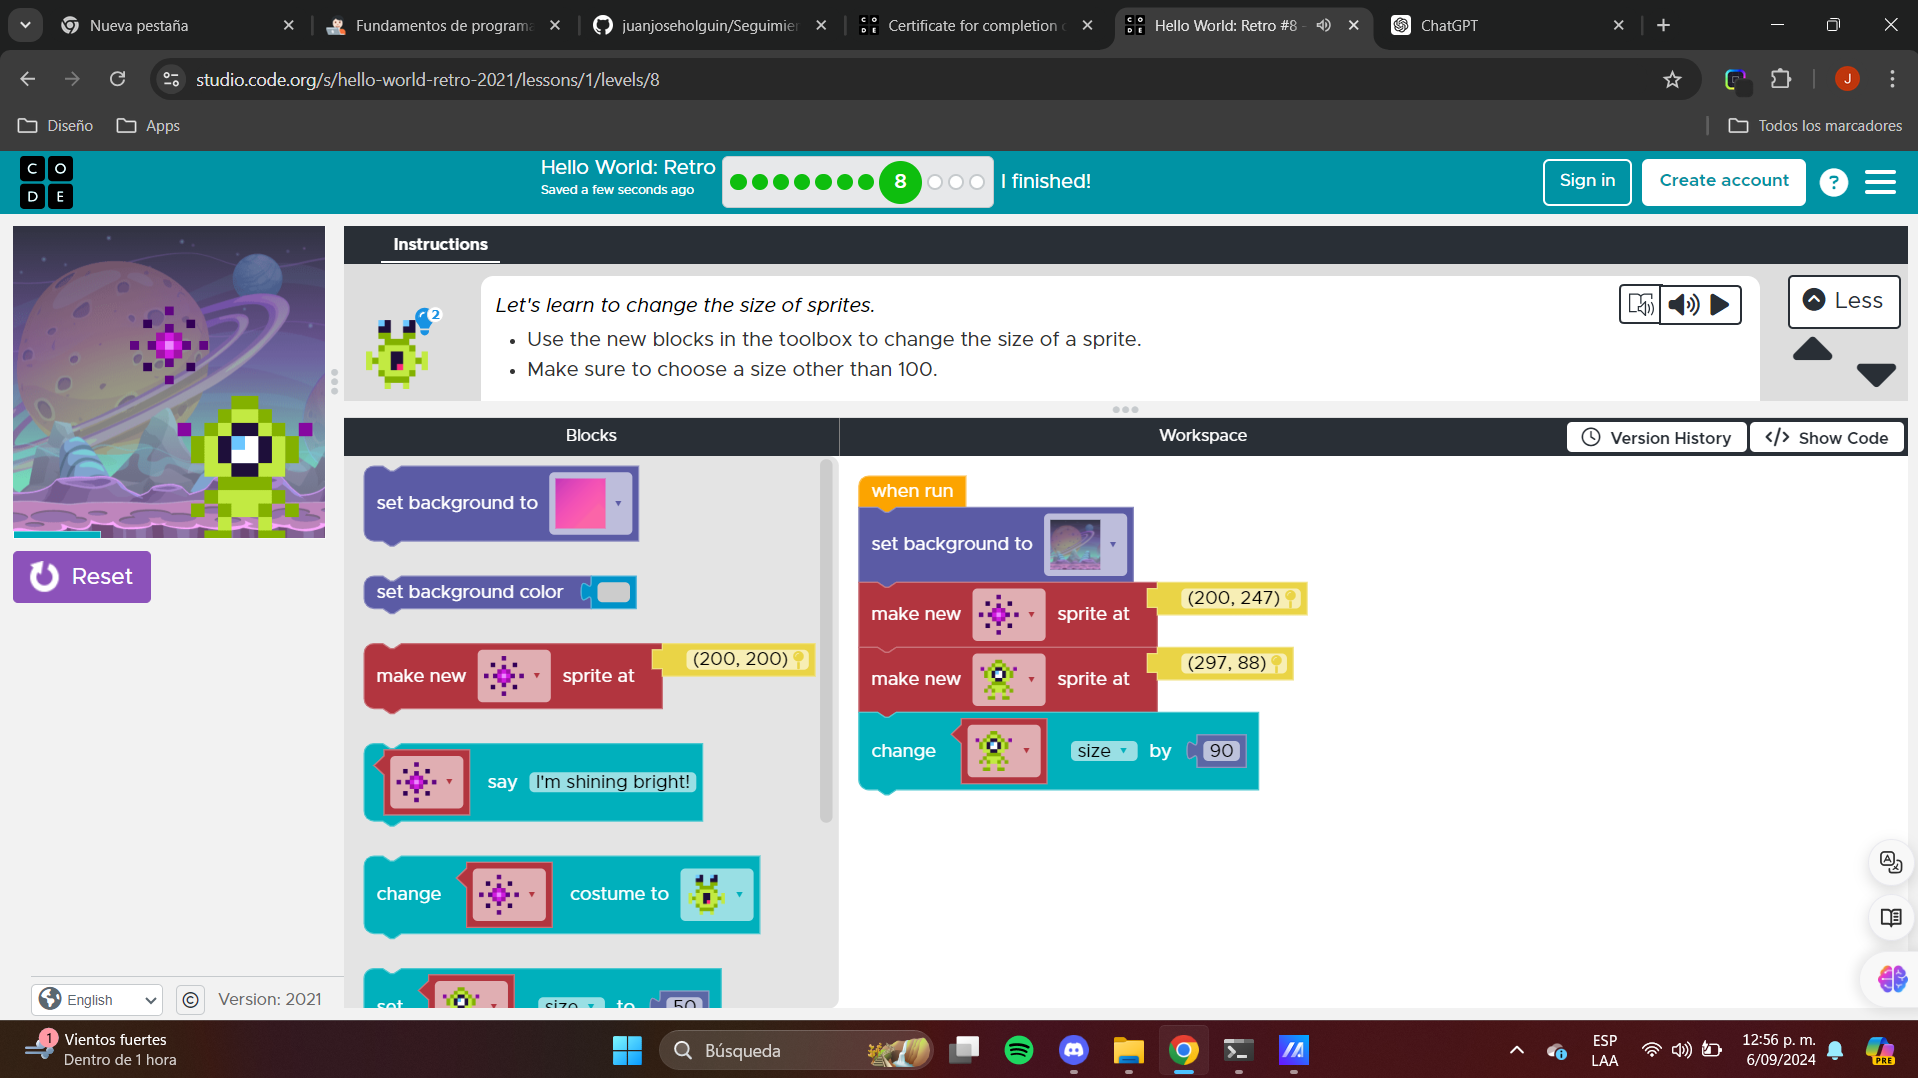 Nueva pestaña
Fundamentos de programa
juanjoseholguin/Seguimien
Certificate for completion o
Hello World: Retro #8 -
ChatGPT
studio.code.org/s/hello-world-retro-2021/lessons/1/levels/8
J
Diseño
Apps
Todos los marcadores
C O
D E
Hello World: Retro
Saved a few seconds ago
8
I finished!
Sign in
Create account
?
Instructions
2
Let's learn to change the size of sprites.
• Use the new blocks in the toolbox to change the size of a sprite.
• Make sure to choose a size other than 100.
Less
Blocks
Workspace
Version History
</> Show Code
Reset
set background to
set background color
make new sprite at (200, 200)
say I'm shining bright!
change costume to
set size to 50
when run
set background to
make new sprite at (200, 247)
make new sprite at (297, 88)
change size by 90
English
©
Version: 2021
1
Vientos fuertes
Dentro de 1 hora
Búsqueda
ESP
LAA
12:56 p. m.
6/09/2024
PRE